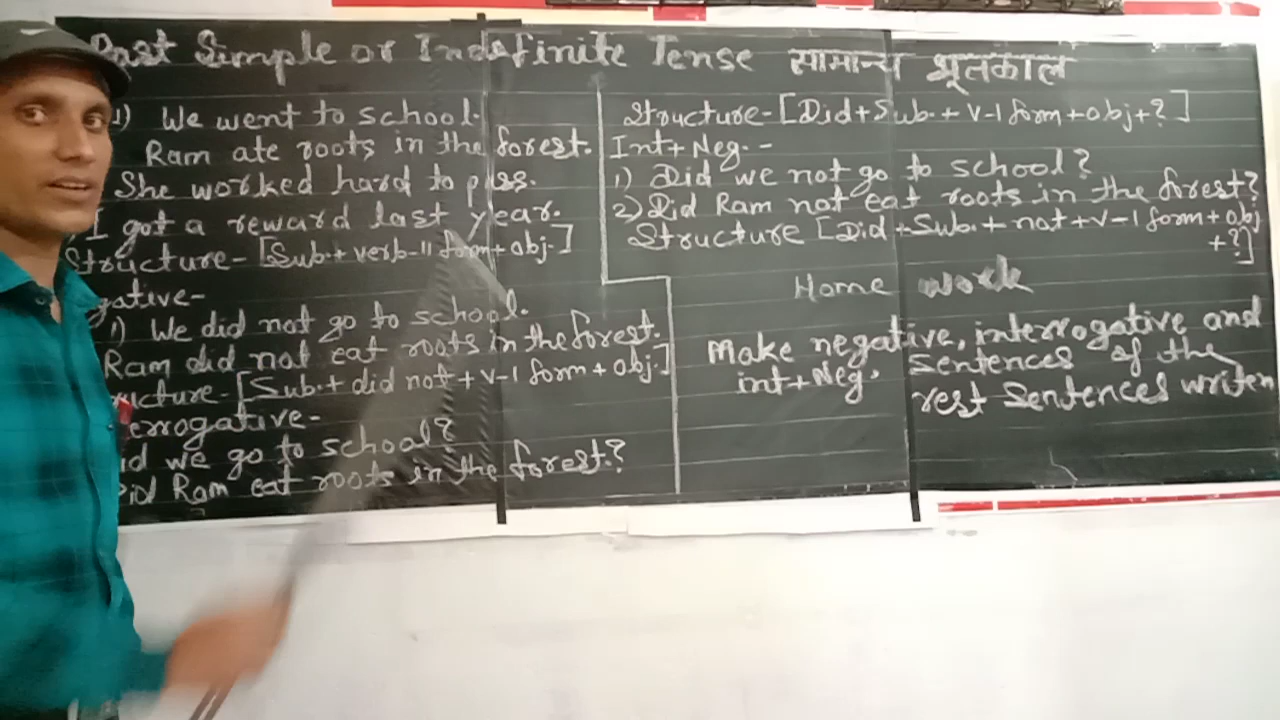 Past Simple or Indefinite Tense सामान्य भूतकाल
1) We went to school.
Ram ate roots in the forest.
She worked hard to pass.
I got a reward last year.
Structure- [Sub.+ verb-II form+obj.]
gative-
1) We did not go to school.
Ram did not eat roots in the forest.
ructure-[Sub.+ did not+V-1 form+obj.]
errogative-
id we go to school?
Did Ram eat roots in the forest.?
Structure-[Did+Sub.+V-1 form+obj+?]
Int+Neg.-
1) Did we not go to school?
2) Did Ram not eat roots in the forest?
Structure [Did+Sub.+not+V-1 form+obj
+?]
Home work
Make negative, interrogative and
int+Neg. Sentences of the
rest Sentences writen